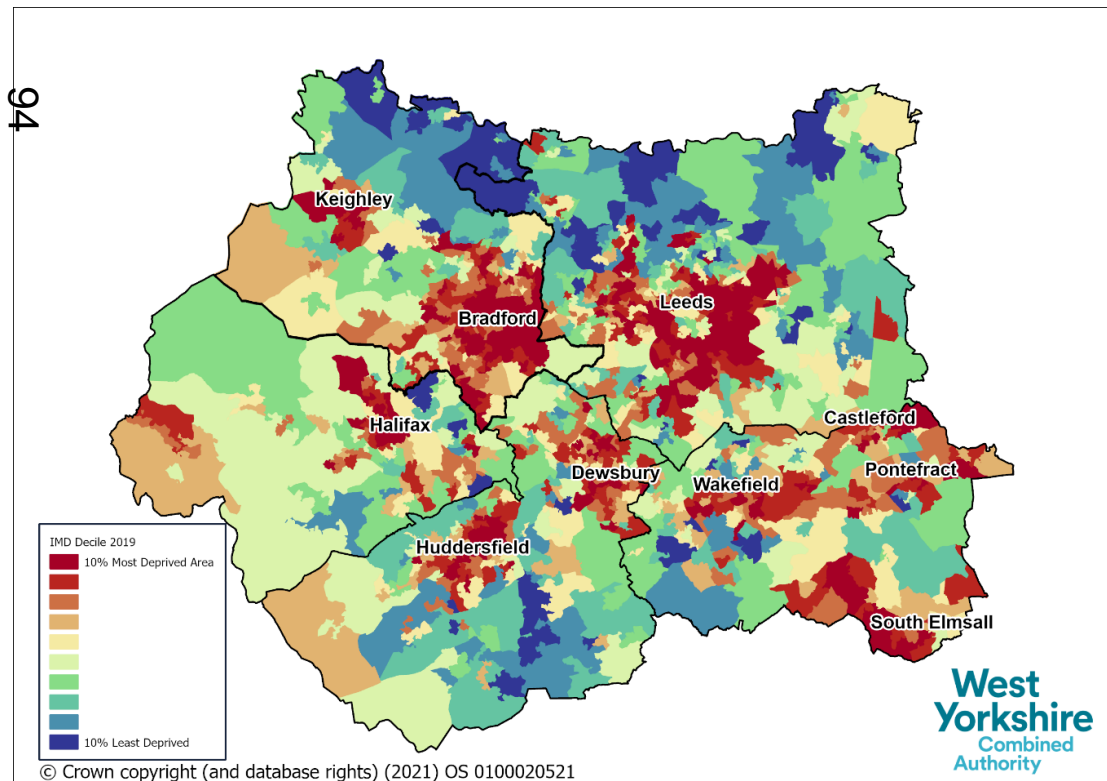 94
Keighley
Bradford
Leeds
Halifax
Castleford
Dewsbury
Wakefield
Pontefract
Huddersfield
South Elmsall
IMD Decile 2019
10% Most Deprived Area
10% Least Deprived
West
Yorkshire
Combined
Authority
© Crown copyright (and database rights) (2021) OS 0100020521